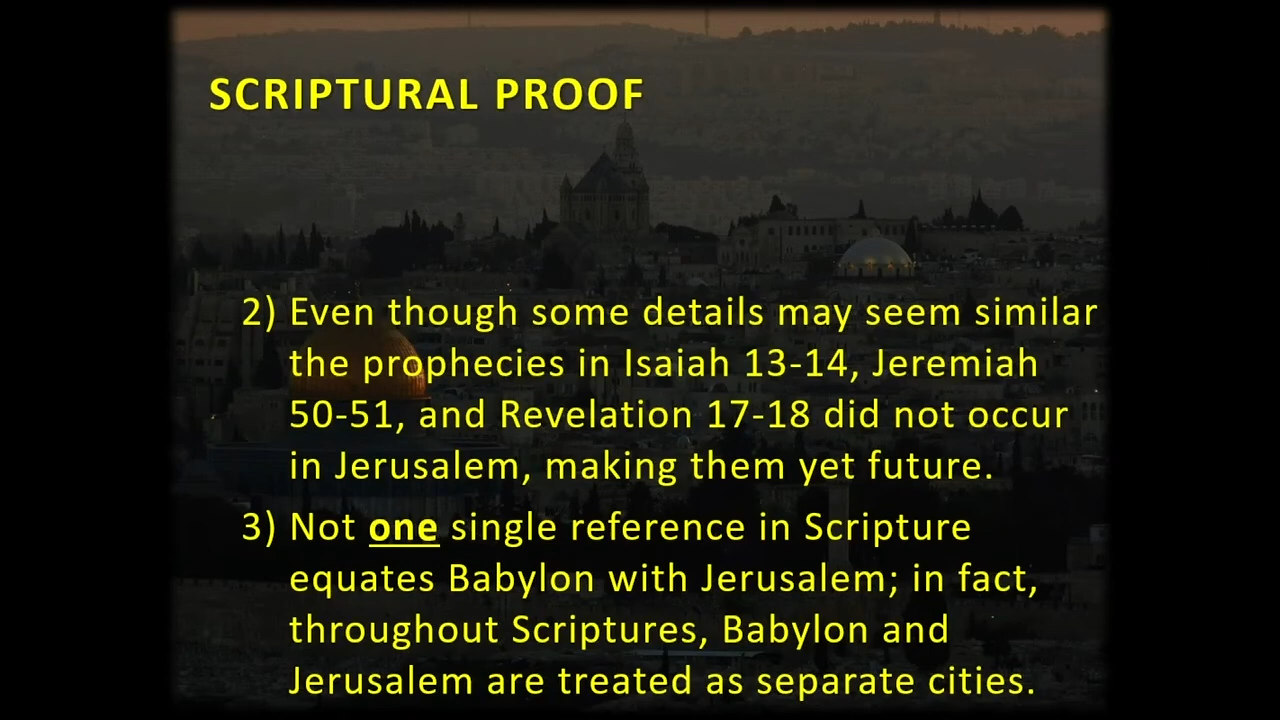 SCRIPTURAL PROOF
2) Even though some details may seem similar
the prophecies in Isaiah 13-14, Jeremiah
50-51, and Revelation 17-18 did not occur
in Jerusalem, making them yet future.
3) Not one single reference in Scripture
equates Babylon with Jerusalem; in fact,
throughout Scriptures, Babylon and
Jerusalem are treated as separate cities.